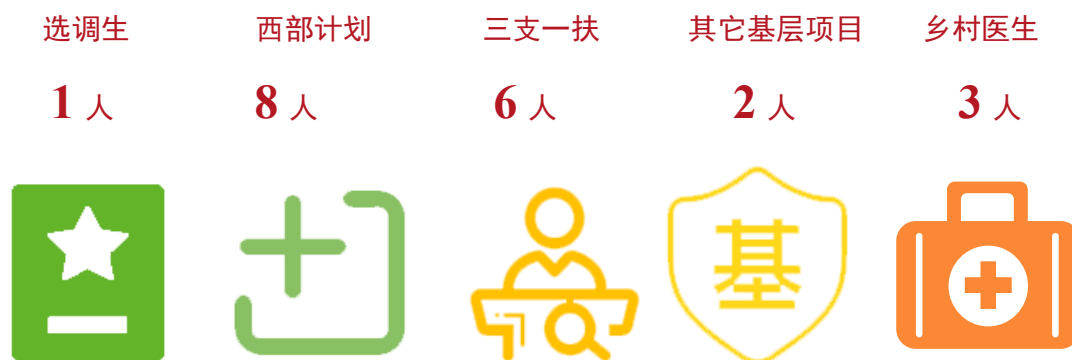 选调生 西部计划 三支一扶 其它基层项目 乡村医生
1 人 8 人 6 人 2 人 3 人
基